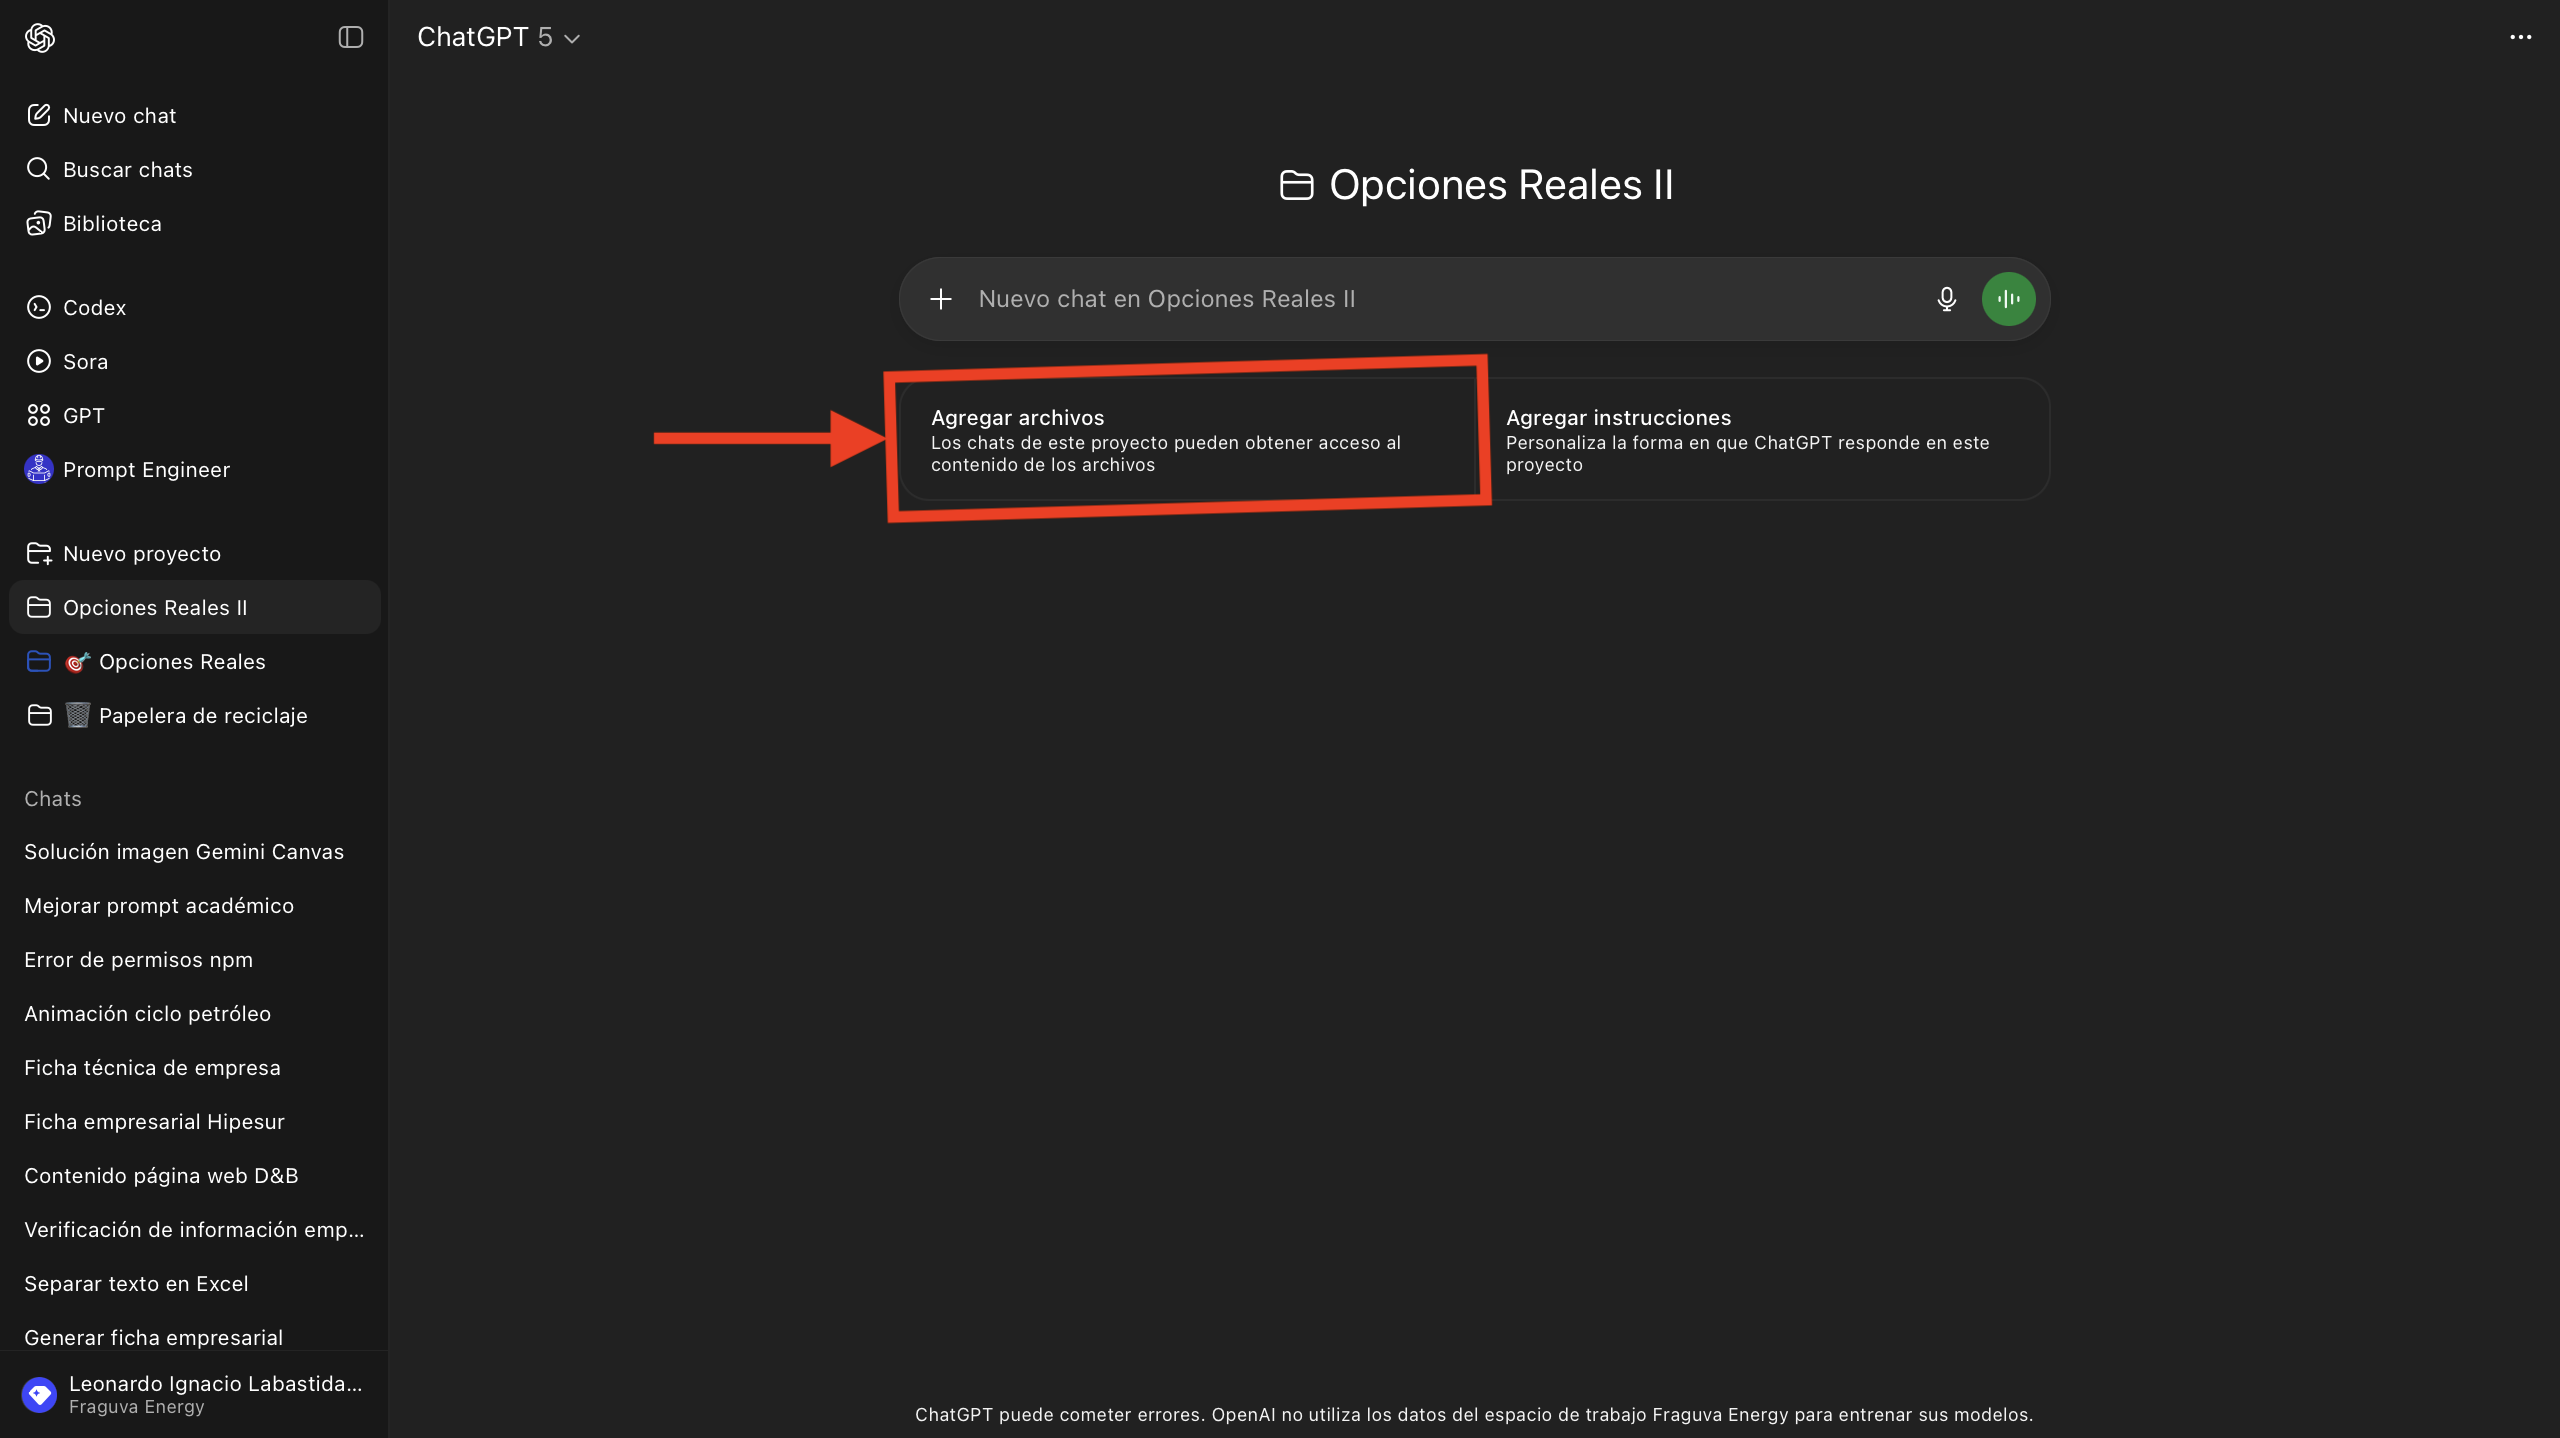 ChatGPT 5
Nuevo chat
Buscar chats
Biblioteca
Codex
Sora
GPT
Prompt Engineer
Nuevo proyecto
Opciones Reales II
Opciones Reales
Papelera de reciclaje
Chats
Solución imagen Gemini Canvas
Mejorar prompt académico
Error de permisos npm
Animación ciclo petróleo
Ficha técnica de empresa
Ficha empresarial Hipesur
Contenido página web D&B
Verificación de información emp...
Separar texto en Excel
Generar ficha empresarial
Leonardo Ignacio Labastida...
Fraguva Energy
Opciones Reales II
Nuevo chat en Opciones Reales II
Agregar archivos
Los chats de este proyecto pueden obtener acceso al
contenido de los archivos
Agregar instrucciones
Personaliza la forma en que ChatGPT responde en este
proyecto
ChatGPT puede cometer errores. OpenAI no utiliza los datos del espacio de trabajo Fraguva Energy para entrenar sus modelos.